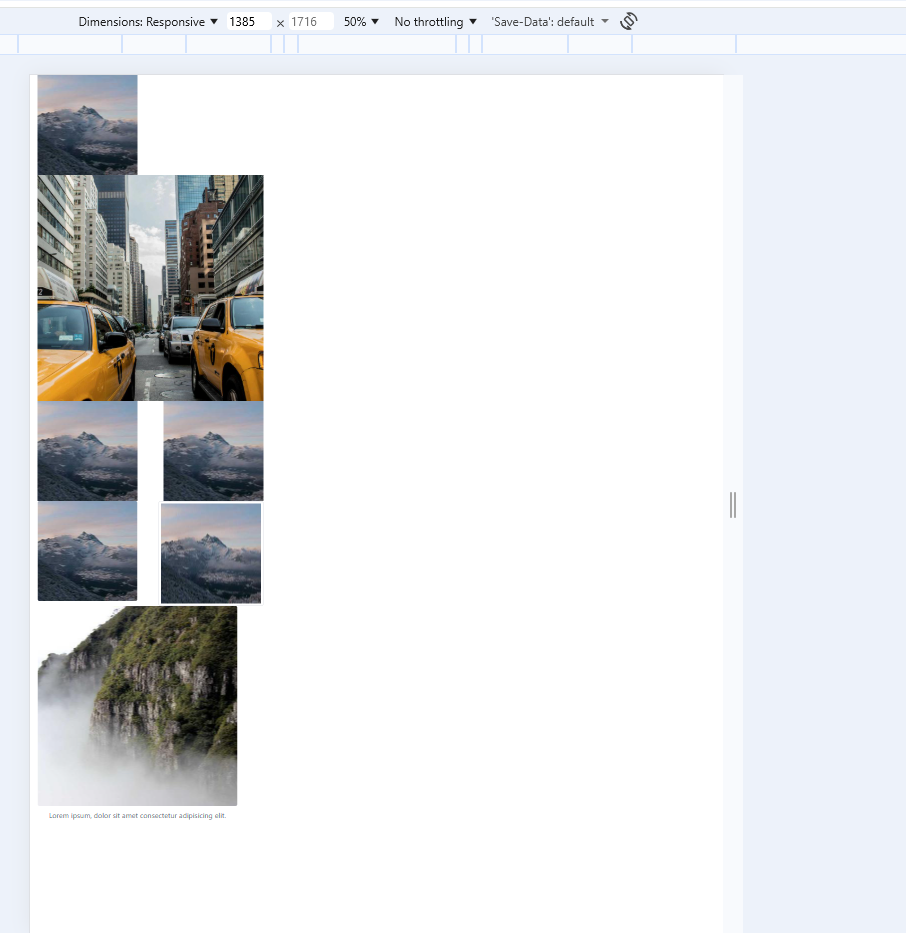 Dimensions: Responsive 1385 × 1716 50% No throttling 'Save-Data': default
Lorem ipsum, dolor sit amet consectetur adipisicing elit.